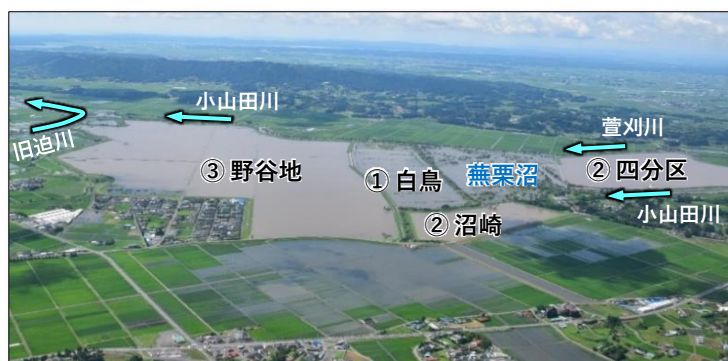 小山田川
萱刈川
旧迫川
③ 野谷地
① 白鳥
蕪栗沼
② 四分区
② 沼崎
小山田川